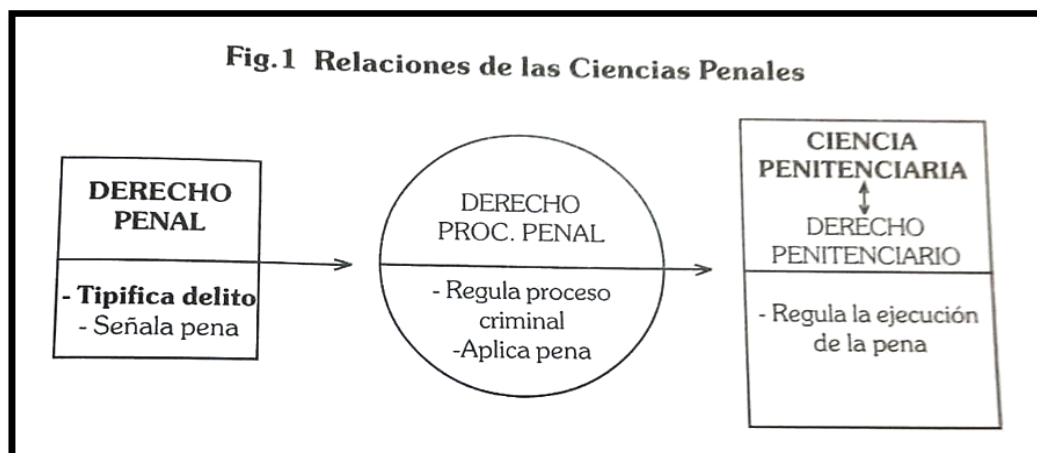 Fig.1 Relaciones de las Ciencias Penales
DERECHO
PENAL
- Tipifica delito
- Señala pena
DERECHO
PROC. PENAL
- Regula proceso
criminal
-Aplica pena
CIENCIA
PENITENCIARIA
DERECHO
PENITENCIARIO
- Regula la ejecución
de la pena